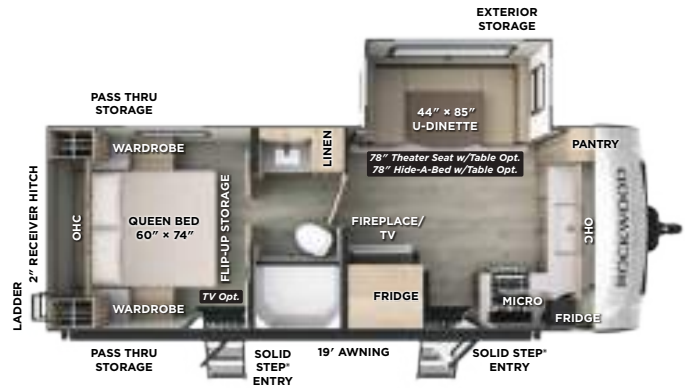 EXTERIOR
STORAGE
PASS THRU
STORAGE
44" × 85"
U-DINETTE
WARDROBE
LINEN
PANTRY
78" Theater Seat w/Table Opt.
78" Hide-A-Bed w/Table Opt.
2" RECEIVER HITCH
OHC
QUEEN BED
60" × 74"
FLIP-UP STORAGE
FIREPLACE/
TV
OHC
ROCKWOOD
LADDER
WARDROBE
TV Opt.
FRIDGE
MICRO
FRIDGE
PASS THRU
STORAGE
SOLID
STEP®
ENTRY
19' AWNING
SOLID STEP®
ENTRY